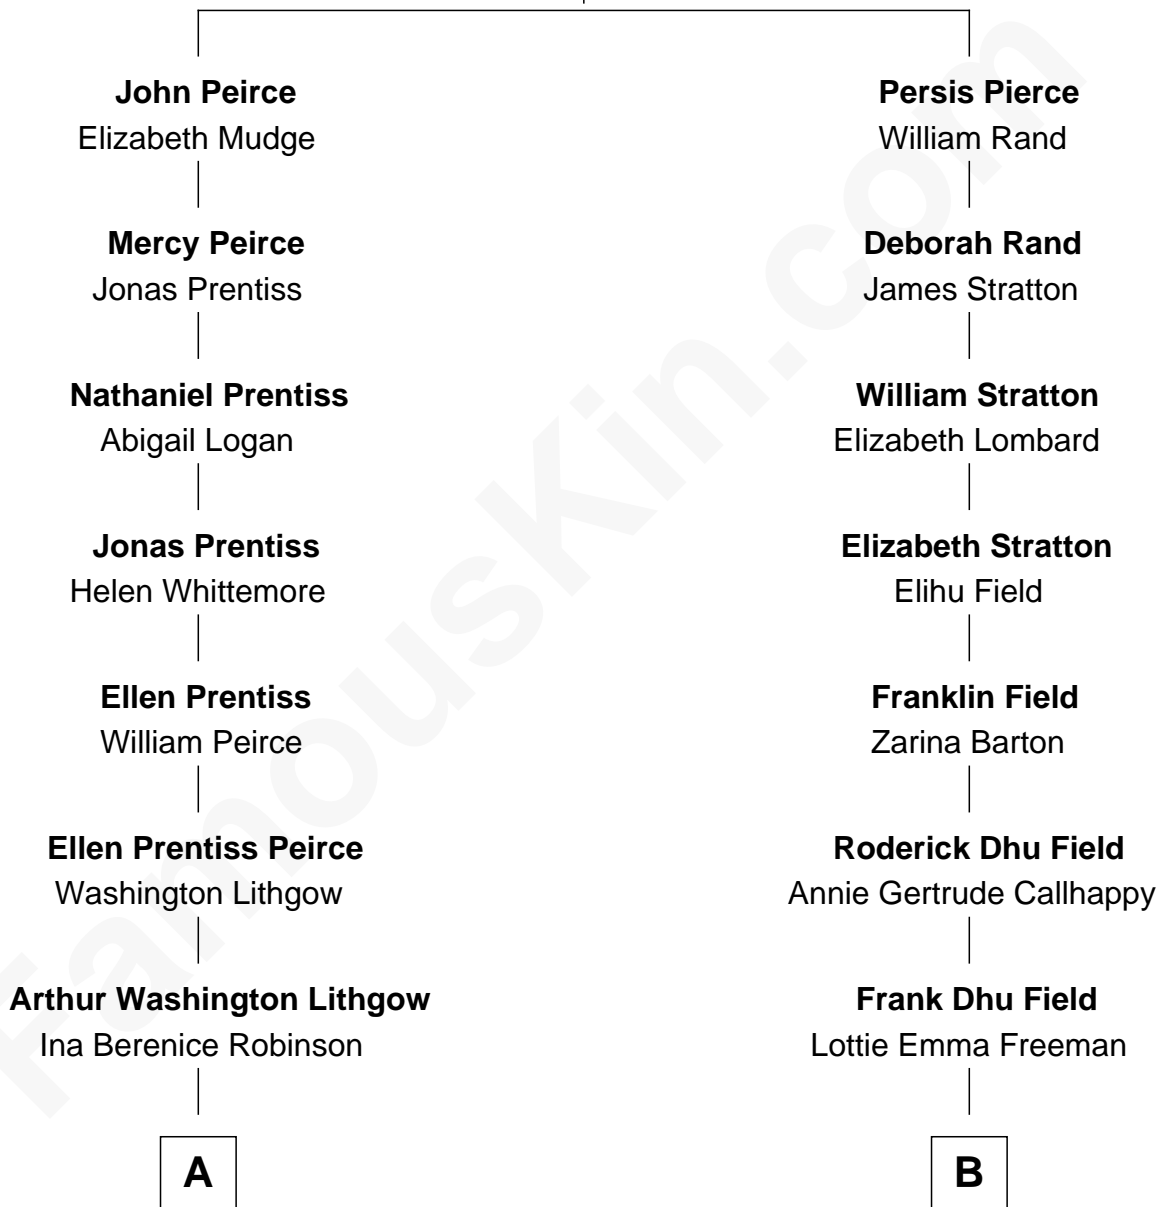 John Peirce
Elizabeth Mudge
Mercy Peirce
Jonas Prentiss
Nathaniel Prentiss
Abigail Logan
Jonas Prentiss
Helen Whittemore
Ellen Prentiss
William Peirce
Ellen Prentiss Peirce
Washington Lithgow
Arthur Washington Lithgow
Ina Berenice Robinson
A
Persis Pierce
William Rand
Deborah Rand
James Stratton
William Stratton
Elizabeth Lombard
Elizabeth Stratton
Elihu Field
Franklin Field
Zarina Barton
Roderick Dhu Field
Annie Gertrude Callhappy
Frank Dhu Field
Lottie Emma Freeman
B
FamousKin.com